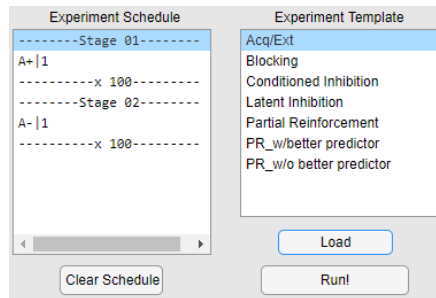 Experiment Schedule
--------Stage 01--------
A+|1
----------x 100---------
--------Stage 02--------
A-|1
----------x 100---------
Clear Schedule
Experiment Template
Acq/Ext
Blocking
Conditioned Inhibition
Latent Inhibition
Partial Reinforcement
PR_w/better predictor
PR_w/o better predictor
Load
Run!